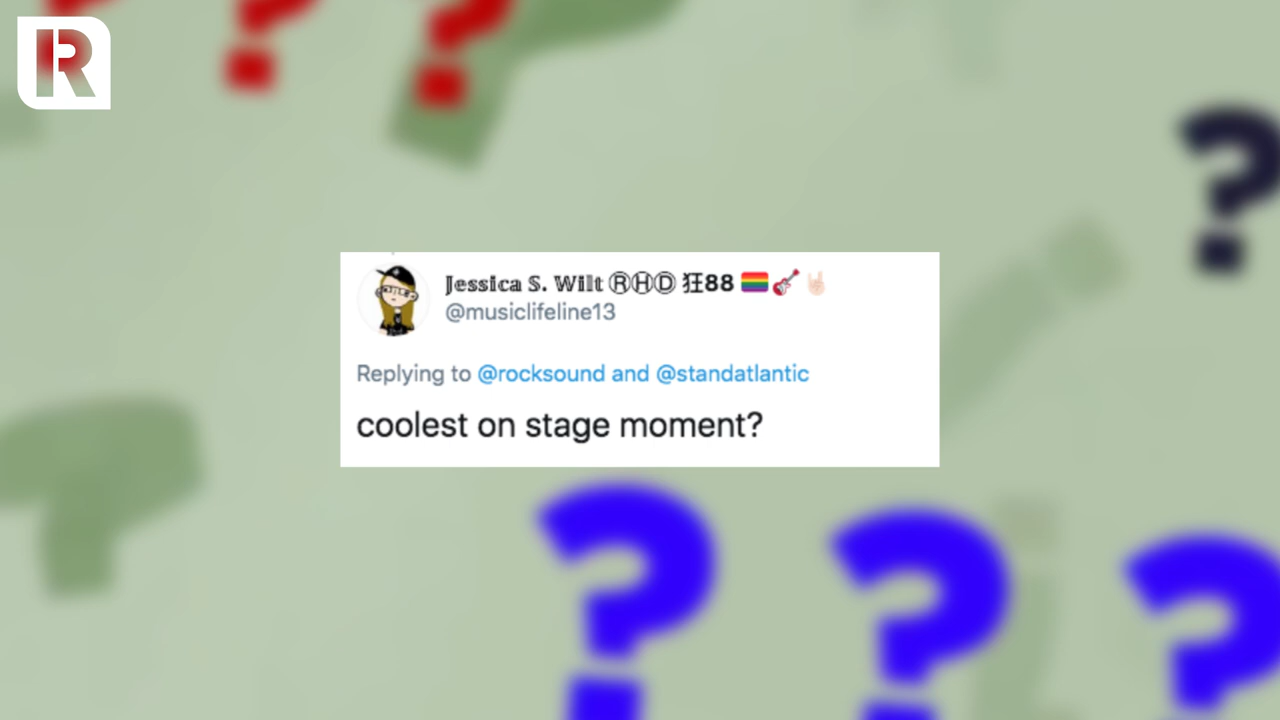 R
? ? ?
?
𝕁𝕖𝕤𝕤𝕚𝕔𝕒 𝕊. 𝕎𝕚𝕝𝕥 ⓇⒽⒹ 狂88 🏳️‍🌈🎸🤘🏻
@musiclifeline13
Replying to @rocksound and @standatlantic
coolest on stage moment?
? ? ?